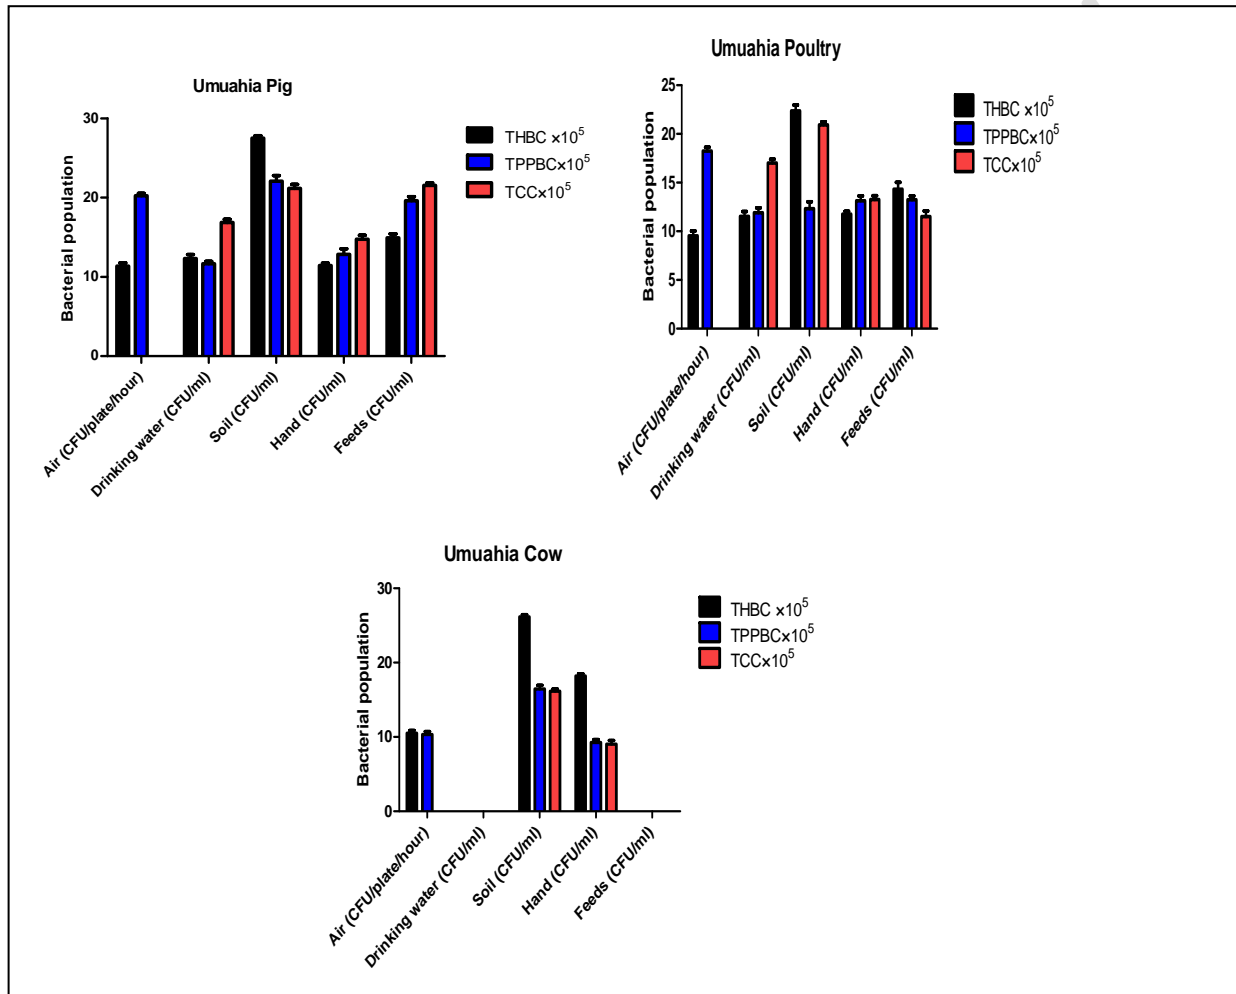 Umuahia Pig
Bacterial population
30
20
10
0
Air (CFU/plate/hour)
Drinking water (CFU/ml)
Soil (CFU/ml)
Hand (CFU/ml)
Feeds (CFU/ml)
THBC ×10⁵
TPPBC×10⁵
TCC×10⁵
Umuahia Poultry
Bacterial population
25
20
15
10
5
0
Air (CFU/plate/hour)
Drinking water (CFU/ml)
Soil (CFU/ml)
Hand (CFU/ml)
Feeds (CFU/ml)
THBC ×10⁵
TPPBC×10⁵
TCC×10⁵
Umuahia Cow
Bacterial population
30
20
10
0
Air (CFU/plate/hour)
Drinking water (CFU/ml)
Soil (CFU/ml)
Hand (CFU/ml)
Feeds (CFU/ml)
THBC ×10⁵
TPPBC×10⁵
TCC×10⁵